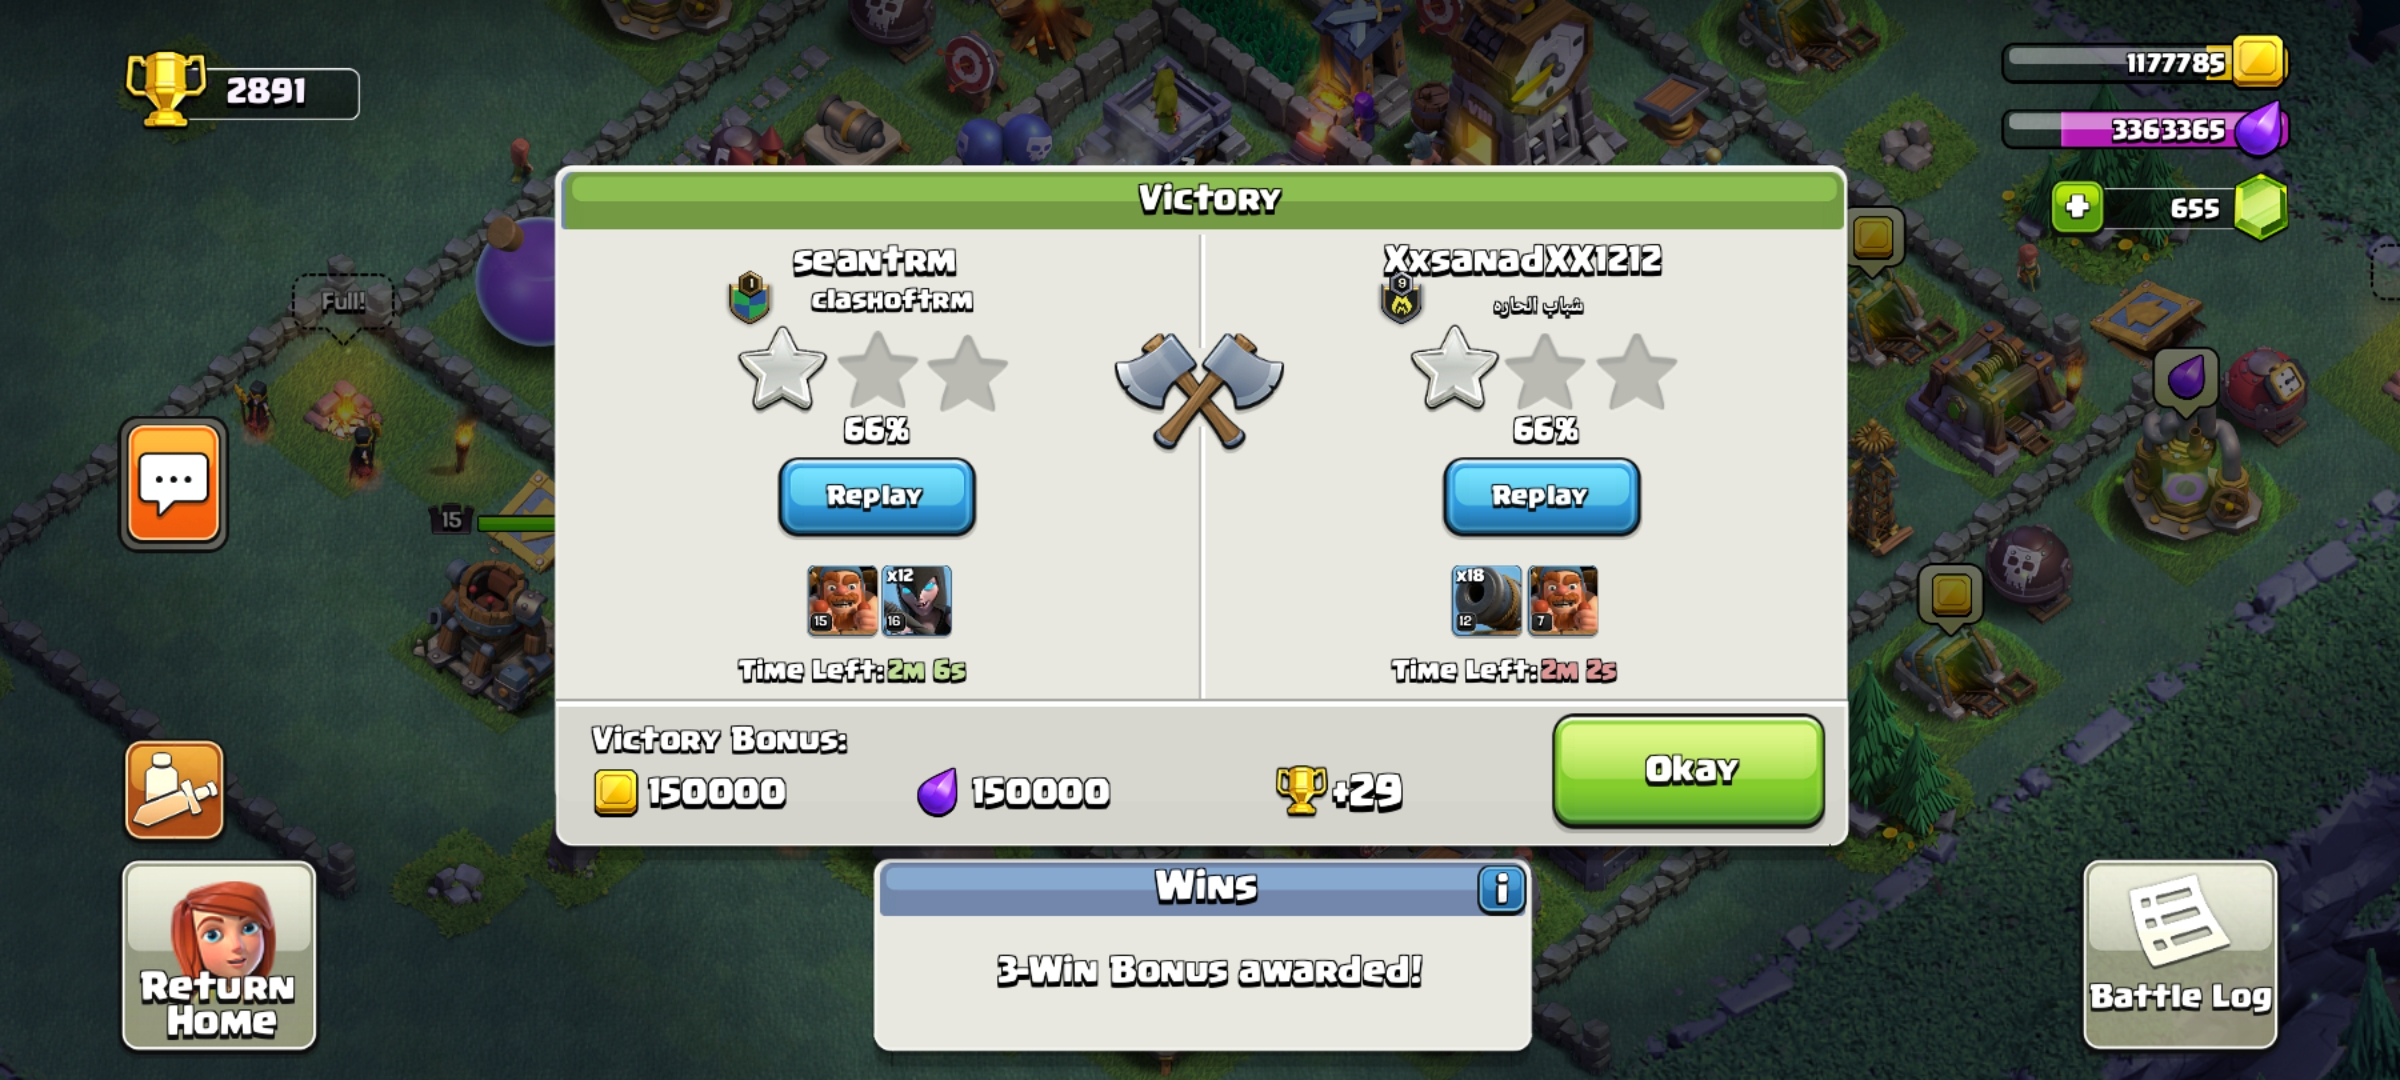 2891
1177785
3363365
655
Full!
15
Victory
seantrm
clashoftrm
1
66%
Replay
15
x12
16
Time Left: 2m 6s
XxsanadXX1212
9
شباب الحاره
66%
Replay
x18
12
7
Time Left: 2m 2s
Victory Bonus:
150000
150000
+29
Okay
Wins
i
3-Win Bonus awarded!
Return
Home
Battle Log